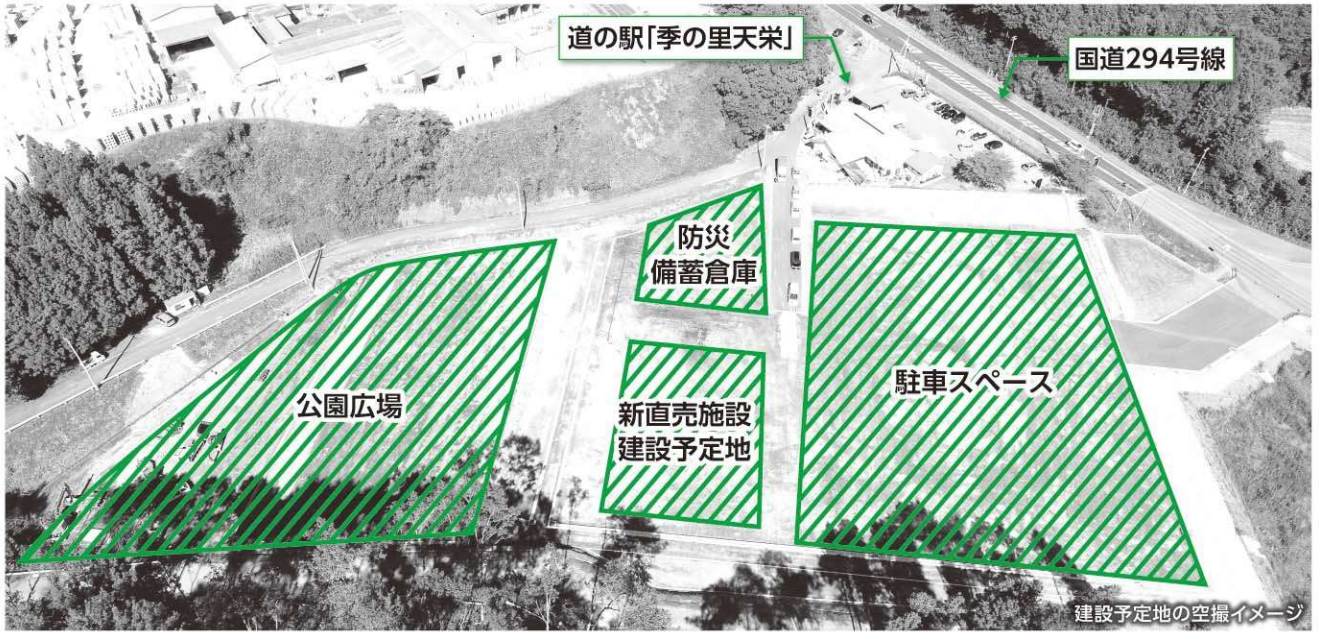 道の駅「季の里天栄」
国道294号線
防災
備蓄倉庫
公園広場
新直売施設
建設予定地
駐車スペース
建設予定地の空撮イメージ